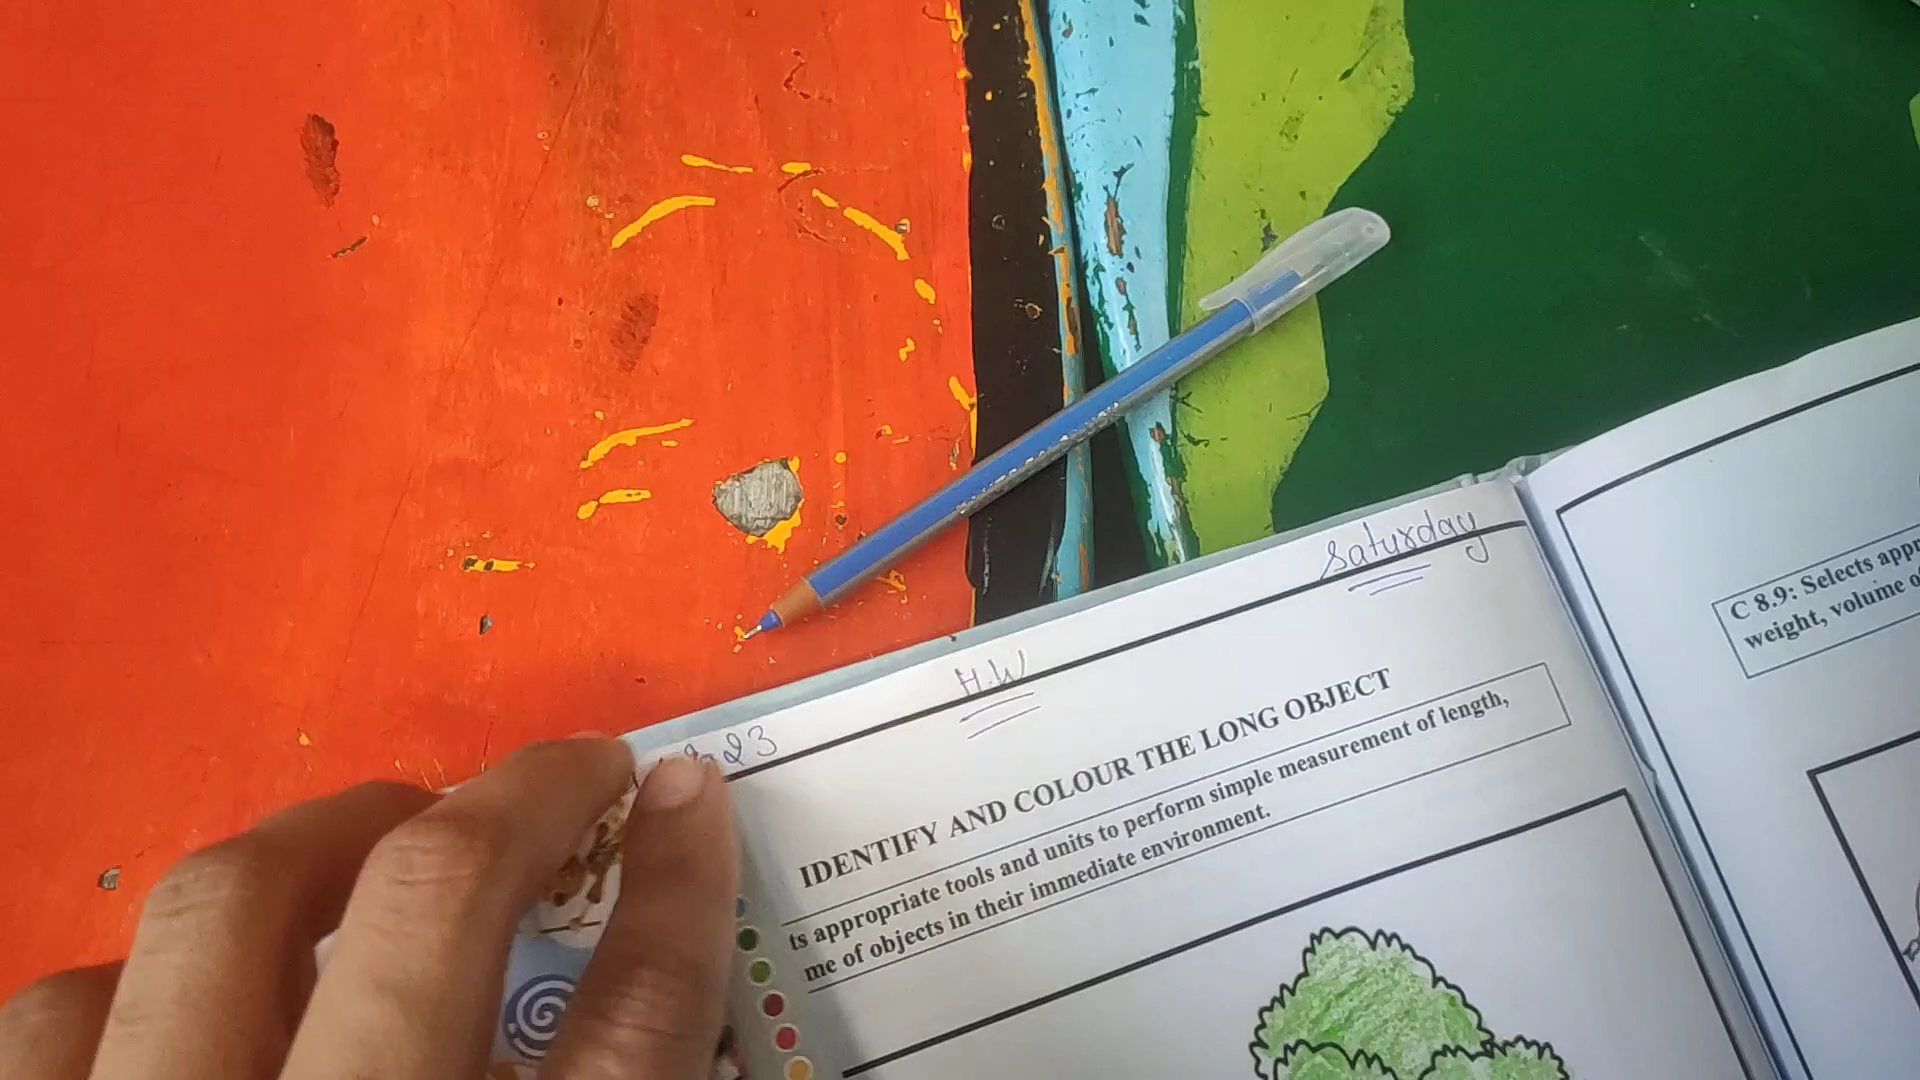 Saturday
H.W
23
IDENTIFY AND COLOUR THE LONG OBJECT
ts appropriate tools and units to perform simple measurement of length,
me of objects in their immediate environment.
C 8.9: Selects appr
weight, volume o